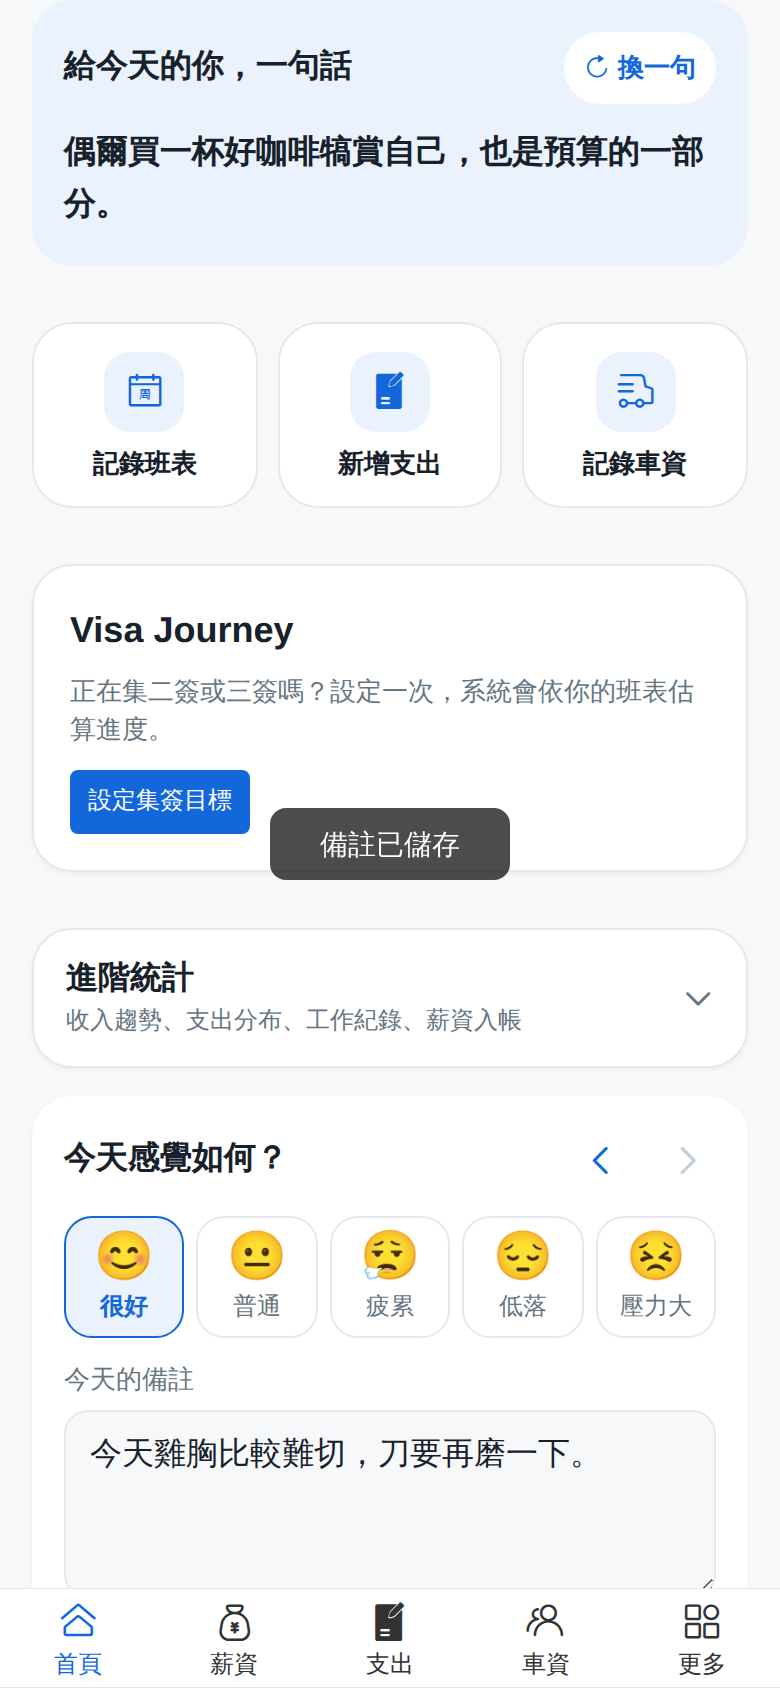 給今天的你，一句話
換一句
偶爾買一杯好咖啡犒賞自己，也是預算的一部
分。
周
記錄班表
新增支出
記錄車資
Visa Journey
正在集二簽或三簽嗎？設定一次，系統會依你的班表估
算進度。
設定集簽目標
備註已儲存
進階統計
收入趨勢、支出分布、工作紀錄、薪資入帳
今天感覺如何？
很好
普通
疲累
低落
壓力大
今天的備註
今天雞胸比較難切，刀要再磨一下。
¥
首頁
薪資
支出
車資
更多